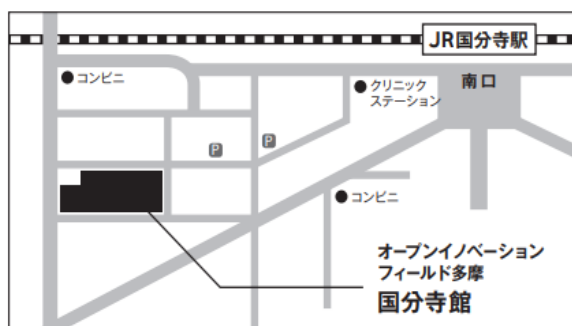 JR国分寺駅
コンビニ
クリニック
ステーション
南口
P
P
コンビニ
オープンイノベーション
フィールド多摩
国分寺館